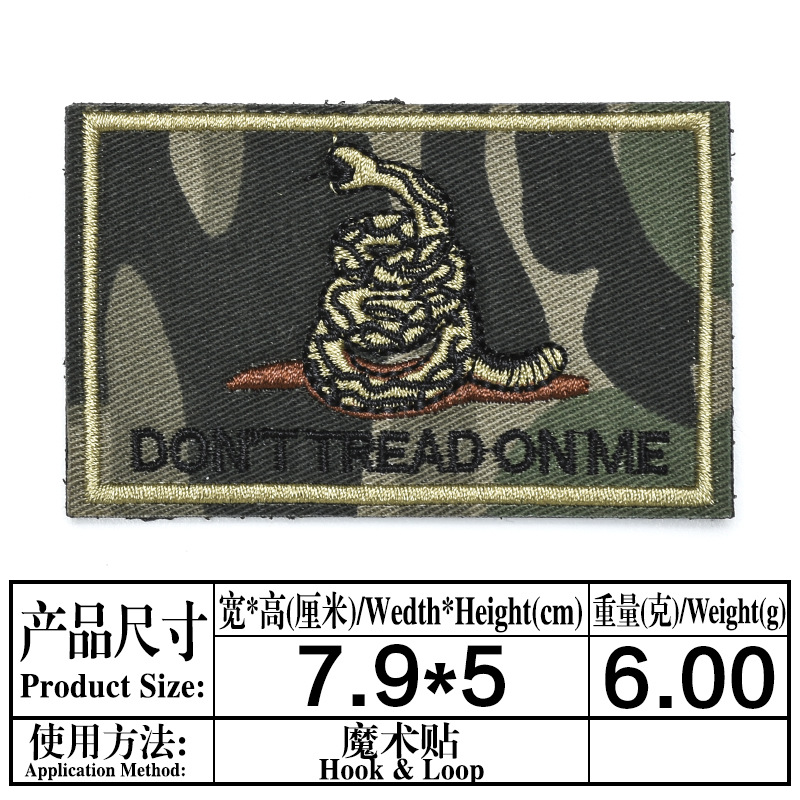 DON'T TREAD ON ME
产品尺寸
Product Size:
宽*高(厘米)/Wedth*Height(cm)
重量(克)/Weight(g)
7.9*5
6.00
使用方法:
Application Method:
魔术贴
Hook & Loop